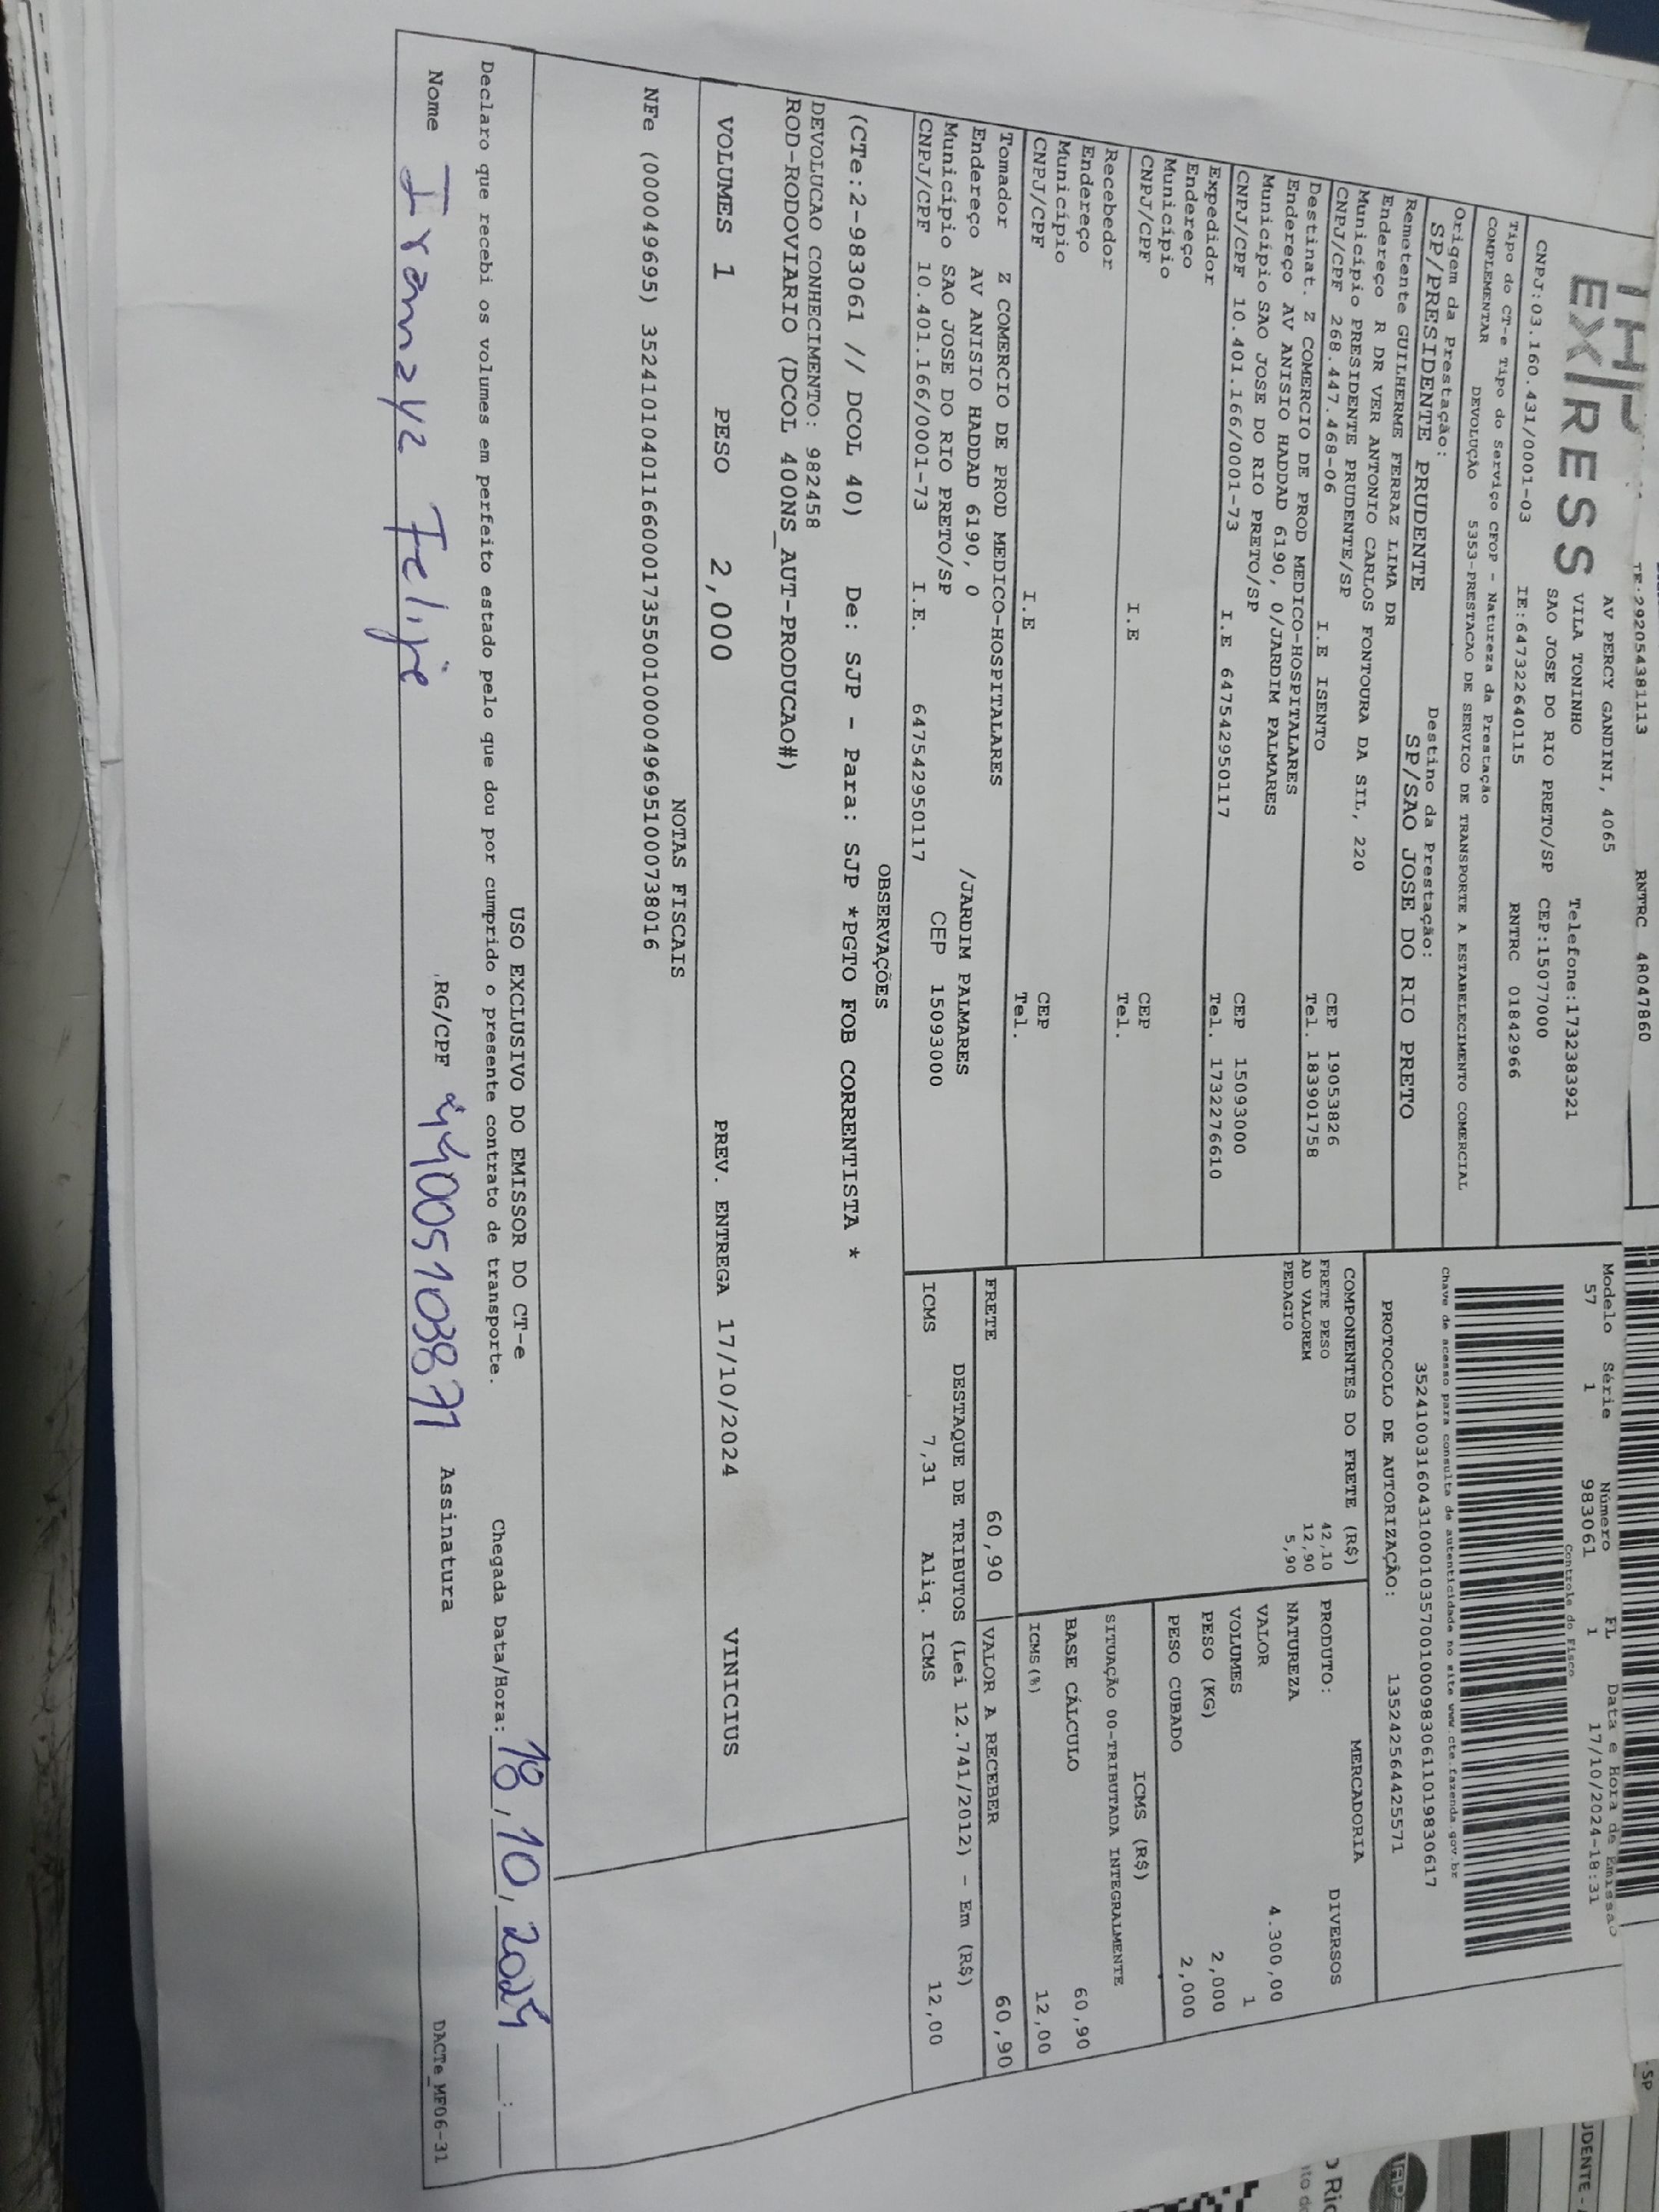 IE:292054381113 RNTRC 48047860
THP EX/RESS
AV PERCY GANDINI, 4065
VILA TONINHO Telefone:1732383921
SAO JOSE DO RIO PRETO/SP CEP:15077000
CNPJ:03.160.431/0001-03 IE:647322640115 RNTRC 01842966
Tipo do CT-e Tipo do Serviço CFOP - Natureza da Prestação
COMPLEMENTAR DEVOLUÇÃO 5353-PRESTACAO DE SERVICO DE TRANSPORTE A ESTABELECIMENTO COMERCIAL
Origem da Prestação: Destino da Prestação:
SP/PRESIDENTE PRUDENTE SP/SAO JOSE DO RIO PRETO
Remetente GUILHERME FERRAZ LIMA DR
Endereço R DR VER ANTONIO CARLOS FONTOURA DA SIL, 220
Município PRESIDENTE PRUDENTE/SP CEP 19053826
CNPJ/CPF 268.447.468-06 I.E ISENTO Tel. 183901758
Destinat. Z COMERCIO DE PROD MEDICO-HOSPITALARES
Endereço AV ANISIO HADDAD 6190, 0/JARDIM PALMARES
Município SAO JOSE DO RIO PRETO/SP CEP 15093000
CNPJ/CPF 10.401.166/0001-73 I.E 647542950117 Tel. 1732276610
Expedidor
Endereço
Município CEP
CNPJ/CPF I.E Tel.
Recebedor
Endereço
Município CEP
CNPJ/CPF I.E Tel.
Tomador Z COMERCIO DE PROD MEDICO-HOSPITALARES
Endereço AV ANISIO HADDAD 6190, 0 /JARDIM PALMARES
Município SAO JOSE DO RIO PRETO/SP CEP 15093000
CNPJ/CPF 10.401.166/0001-73 I.E. 647542950117
Modelo Série Número FL Data e Hora de Emissão
57 1 983061 1 17/10/2024-18:31
Controle do Fisco
Chave de acesso para consulta de autenticidade no site www.cte.fazenda.gov.br
35241003160431000103570010009830611019830617
PROTOCOLO DE AUTORIZAÇÃO: 135242564425571
COMPONENTES DO FRETE (R$)
FRETE PESO 42,10
AD VALOREM 12,90
PEDAGIO 5,90
MERCADORIA
PRODUTO: DIVERSOS
NATUREZA
VALOR 4.300,00
VOLUMES 1
PESO (KG) 2,000
PESO CUBADO 2,000
ICMS (R$)
SITUAÇÃO 00-TRIBUTADA INTEGRALMENTE
BASE CÁLCULO 60,90
ICMS(%) 12,00
FRETE 60,90 VALOR A RECEBER 60,90
DESTAQUE DE TRIBUTOS (Lei 12.741/2012) - Em (R$)
ICMS 7,31 Aliq. ICMS 12,00
OBSERVAÇÕES
(CTe:2-983061 // DCOL 40) De: SJP - Para: SJP *PGTO FOB CORRENTISTA *
DEVOLUCAO CONHECIMENTO: 982458
ROD-RODOVIARIO (DCOL 400NS_AUT-PRODUCAO#)
VOLUMES 1 PESO 2,000 PREV. ENTREGA 17/10/2024 VINICIUS
NOTAS FISCAIS
NFe (000049695) 35241010401166000173550010000496951000738016
USO EXCLUSIVO DO EMISSOR DO CT-e
Declaro que recebi os volumes em perfeito estado pelo que dou por cumprido o presente contrato de transporte. Chegada Data/Hora: 18,10,2024 __:__
Nome Iranaya Felipe RG/CPF 44005103871 Assinatura
DACTe_MF06-31